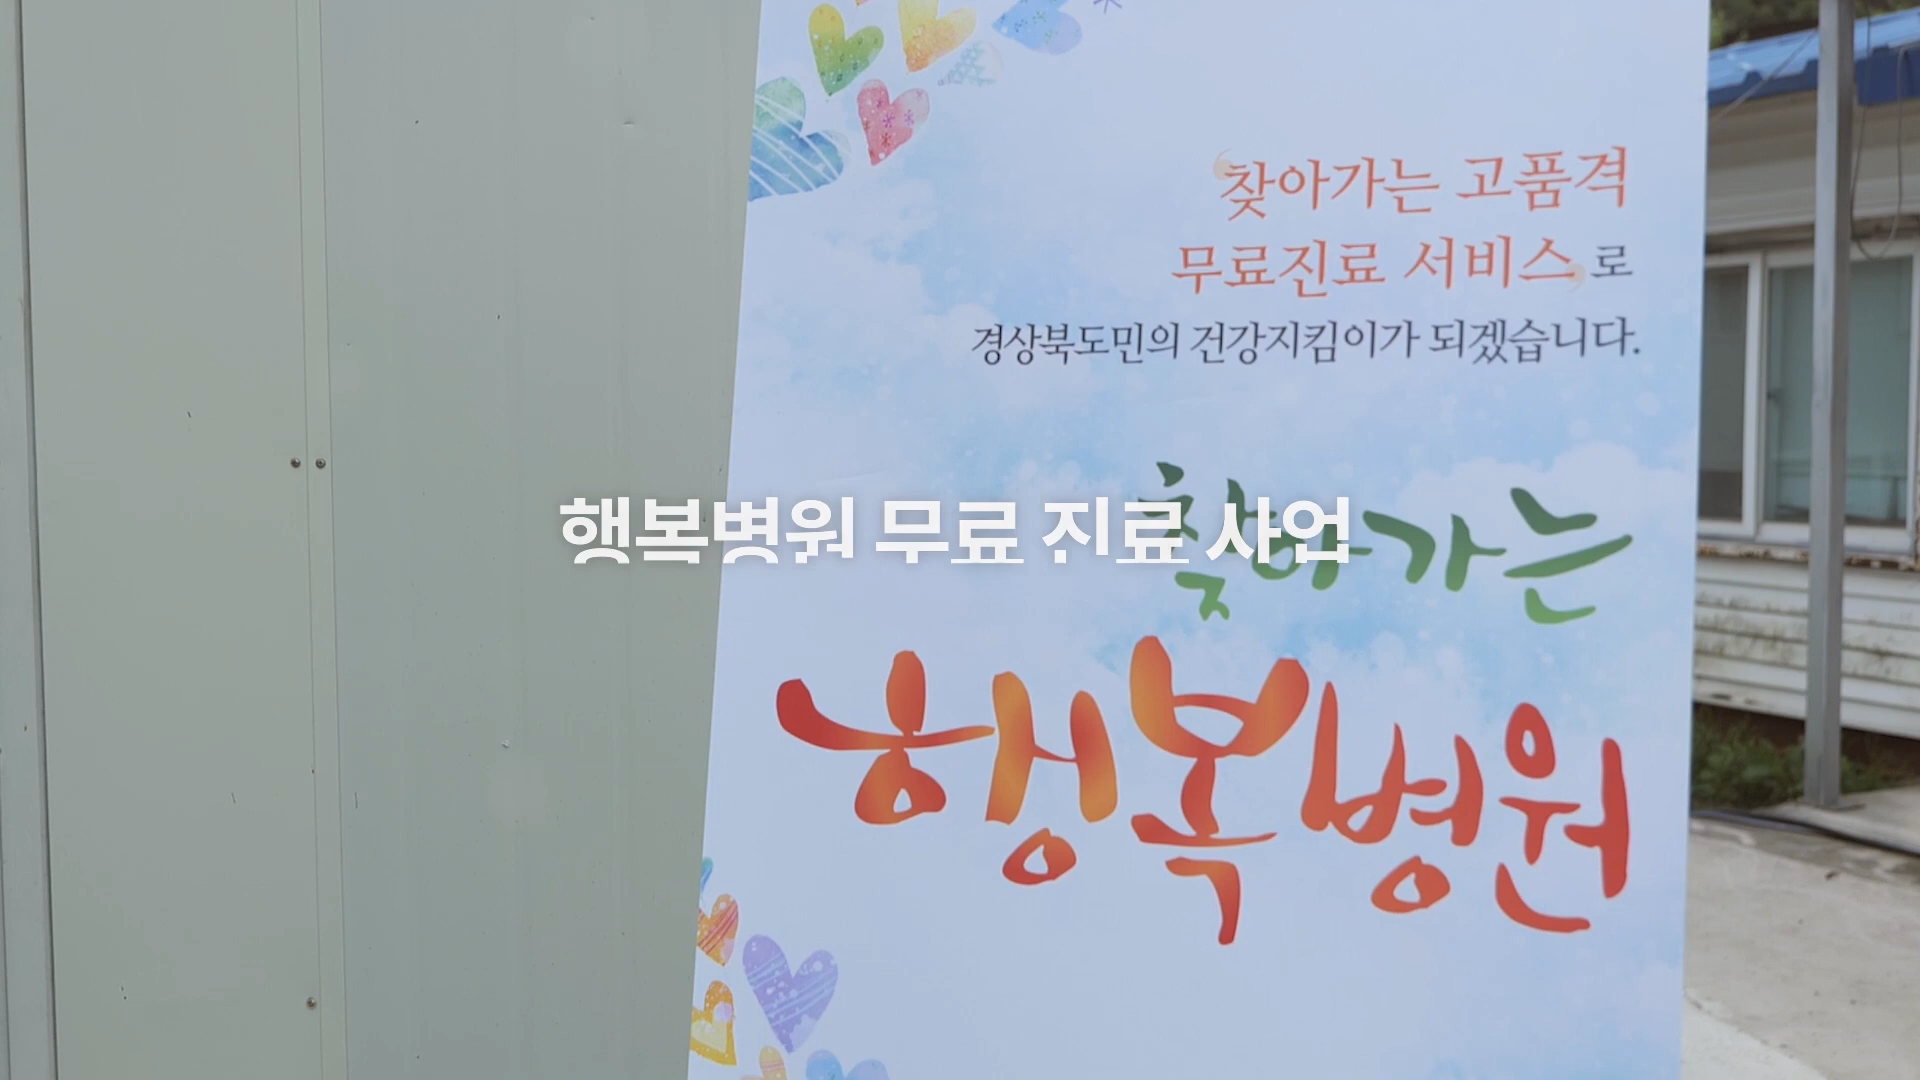 '찾아가는 고품격
무료진료 서비스'로
경상북도민의 건강지킴이가 되겠습니다.
행복병원 무료 진료 사업
찾아가는
행복병원